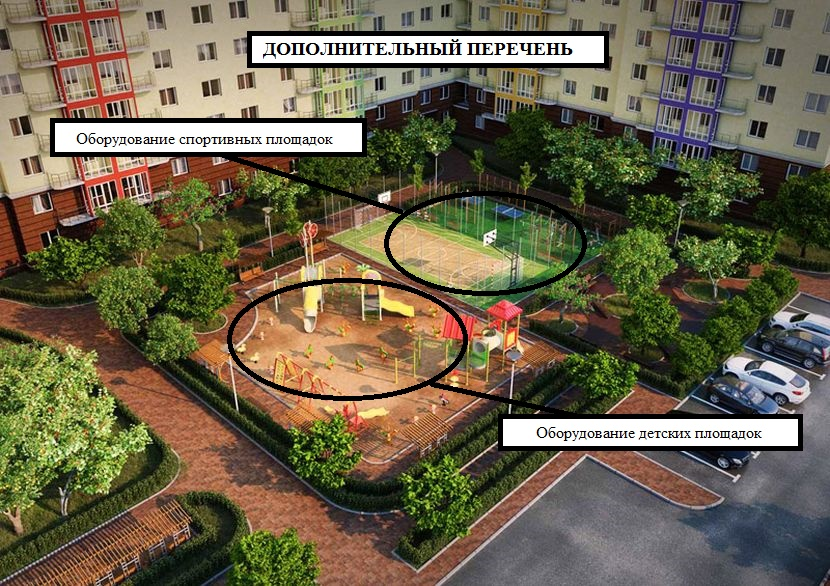 ДОПОЛНИТЕЛЬНЫЙ ПЕРЕЧЕНЬ
Оборудование спортивных площадок
Оборудование детских площадок